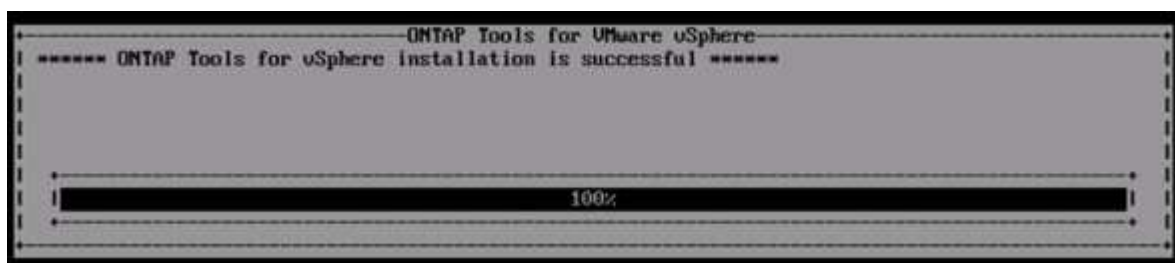 ONTAP Tools for VMware vSphere
====== ONTAP Tools for vSphere installation is successful ======
100%